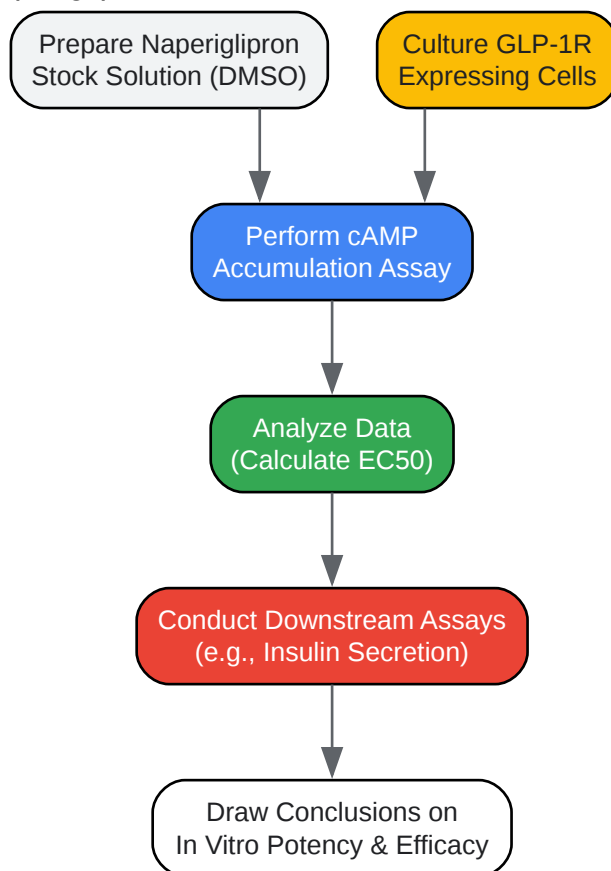 Prepare Naperiglipron
Stock Solution (DMSO)
Culture GLP-1R
Expressing Cells
Perform cAMP
Accumulation Assay
Analyze Data
(Calculate EC50)
Conduct Downstream Assays
(e.g., Insulin Secretion)
Draw Conclusions on
In Vitro Potency & Efficacy